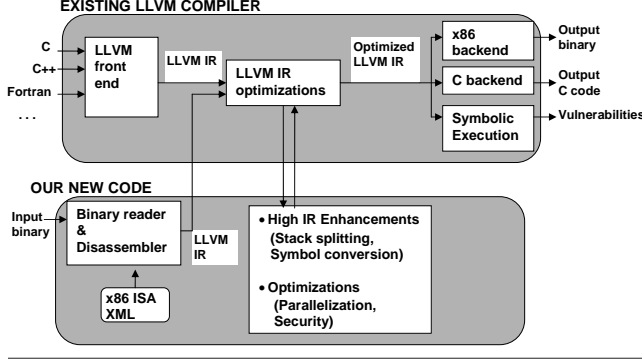 EXISTING LLVM COMPILER
C
C++
Fortran
. . .
LLVM
front
end
LLVM IR
LLVM IR
optimizations
Optimized
LLVM IR
x86
backend
C backend
Symbolic
Execution
Output
binary
Output
C code
Vulnerabilities
OUR NEW CODE
Input
binary
Binary reader
&
Disassembler
x86 ISA
XML
LLVM
IR
• High IR Enhancements
(Stack splitting,
Symbol conversion)
• Optimizations
(Parallelization,
Security)